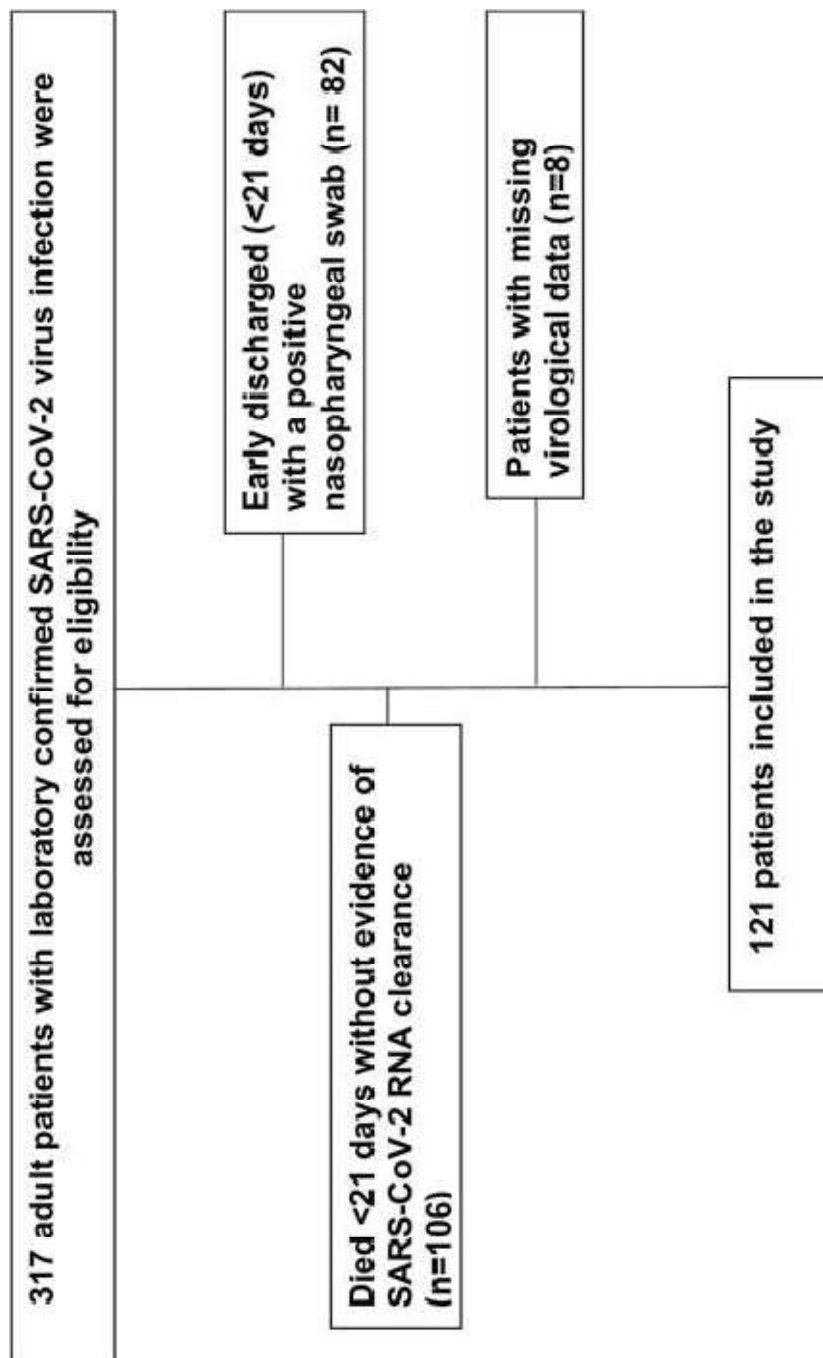 317 adult patients with laboratory confirmed SARS-CoV-2 virus infection were
assessed for eligibility
Early discharged (<21 days)
with a positive
nasopharyngeal swab (n= 82)
Died <21 days without evidence of
SARS-CoV-2 RNA clearance
(n=106)
Patients with missing
virological data (n=8)
121 patients included in the study